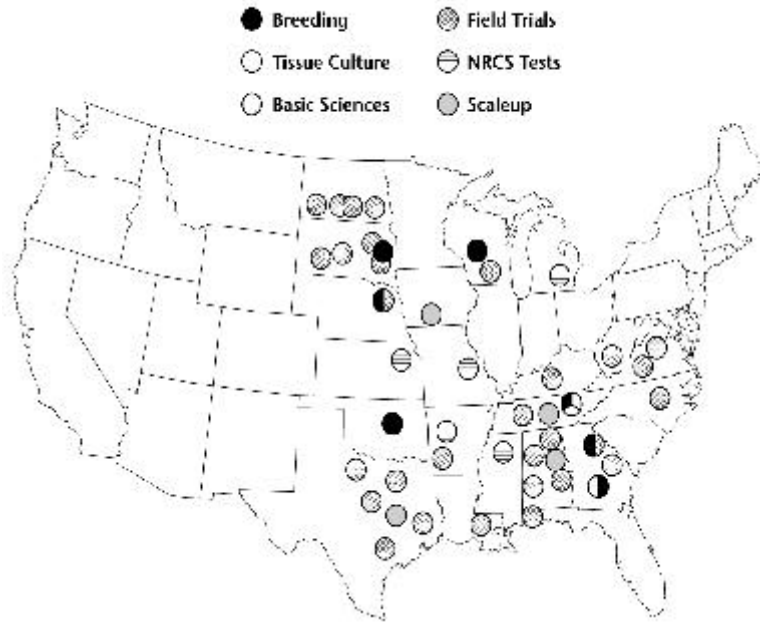 Breeding
Tissue Culture
Basic Sciences
Field Trials
NRCS Tests
Scaleup